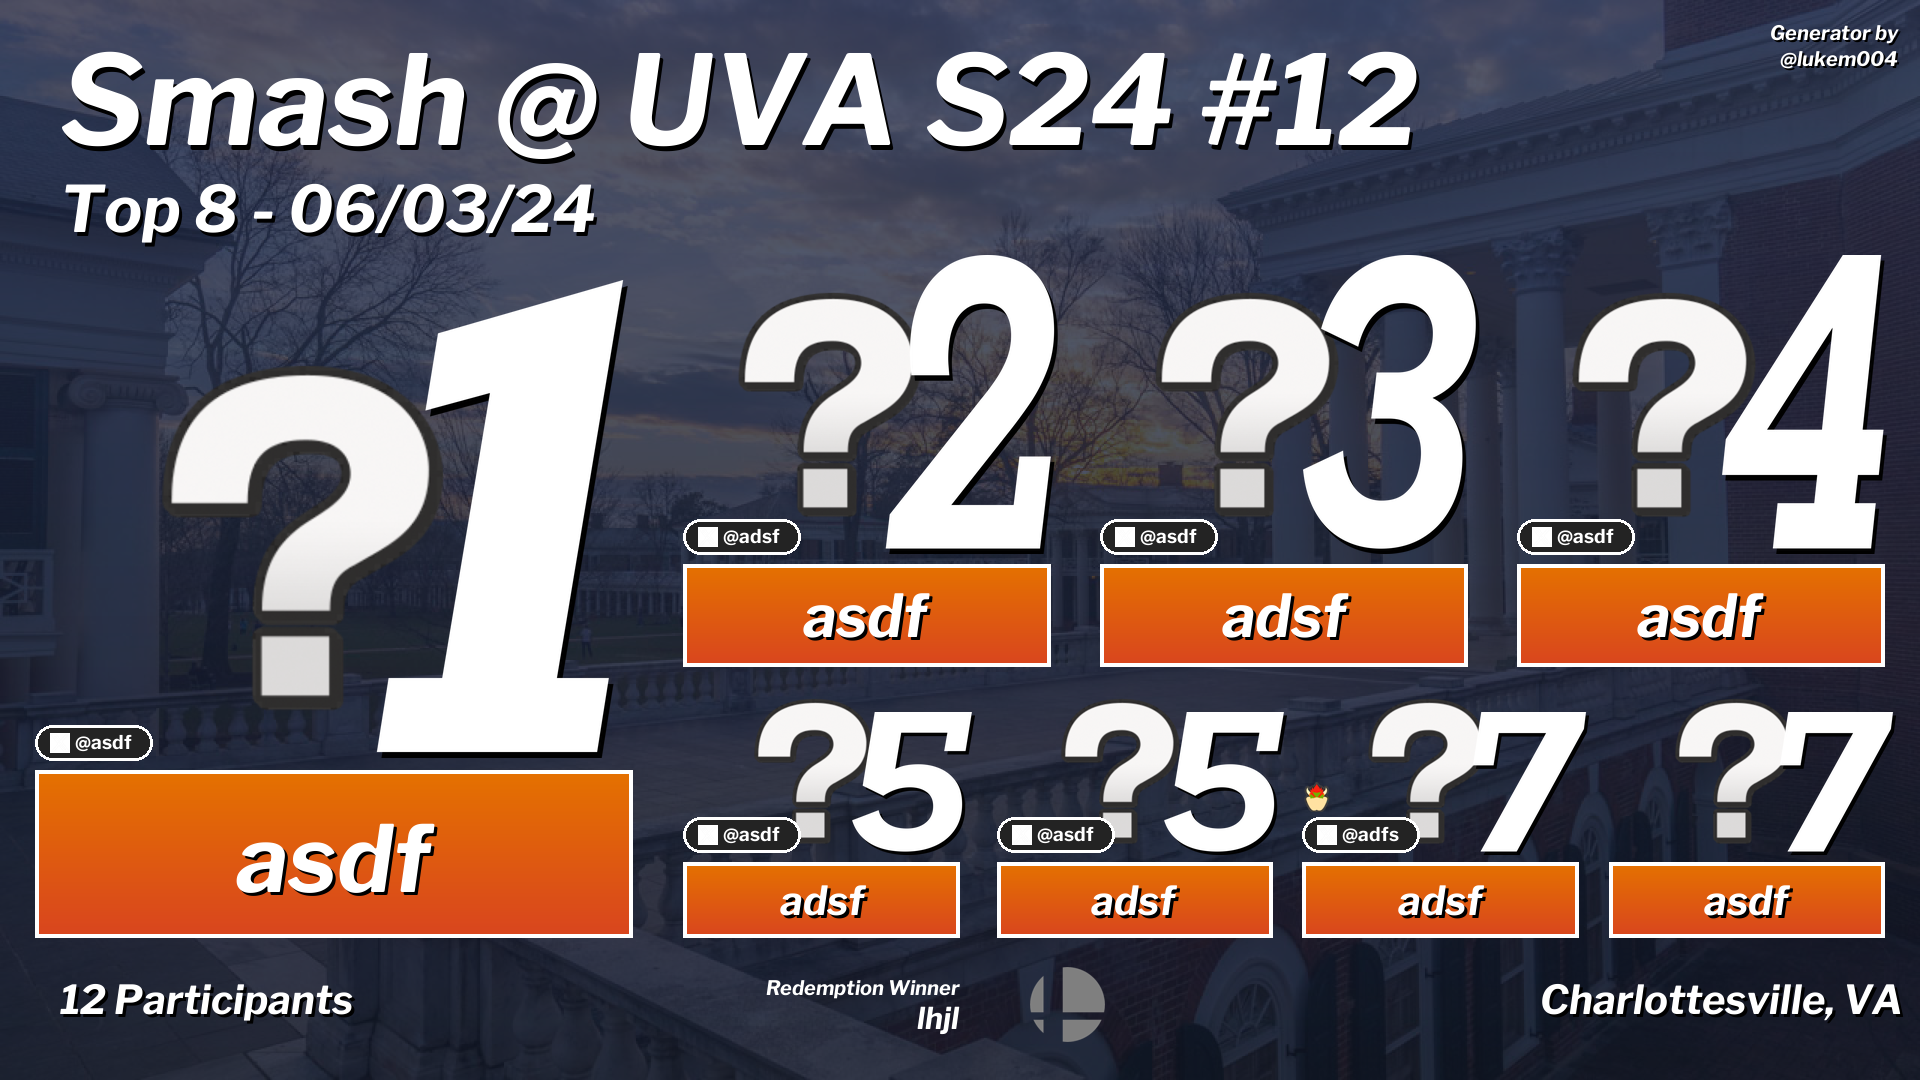 Generator by
@lukem004
Smash @ UVA S24 #12
Top 8 - 06/03/24
1
@asdf
asdf
2
@adsf
asdf
3
@asdf
adsf
4
@asdf
asdf
5
@asdf
adsf
5
@asdf
adsf
7
@adfs
adsf
7
asdf
12 Participants
Redemption Winner
lhjl
Charlottesville, VA